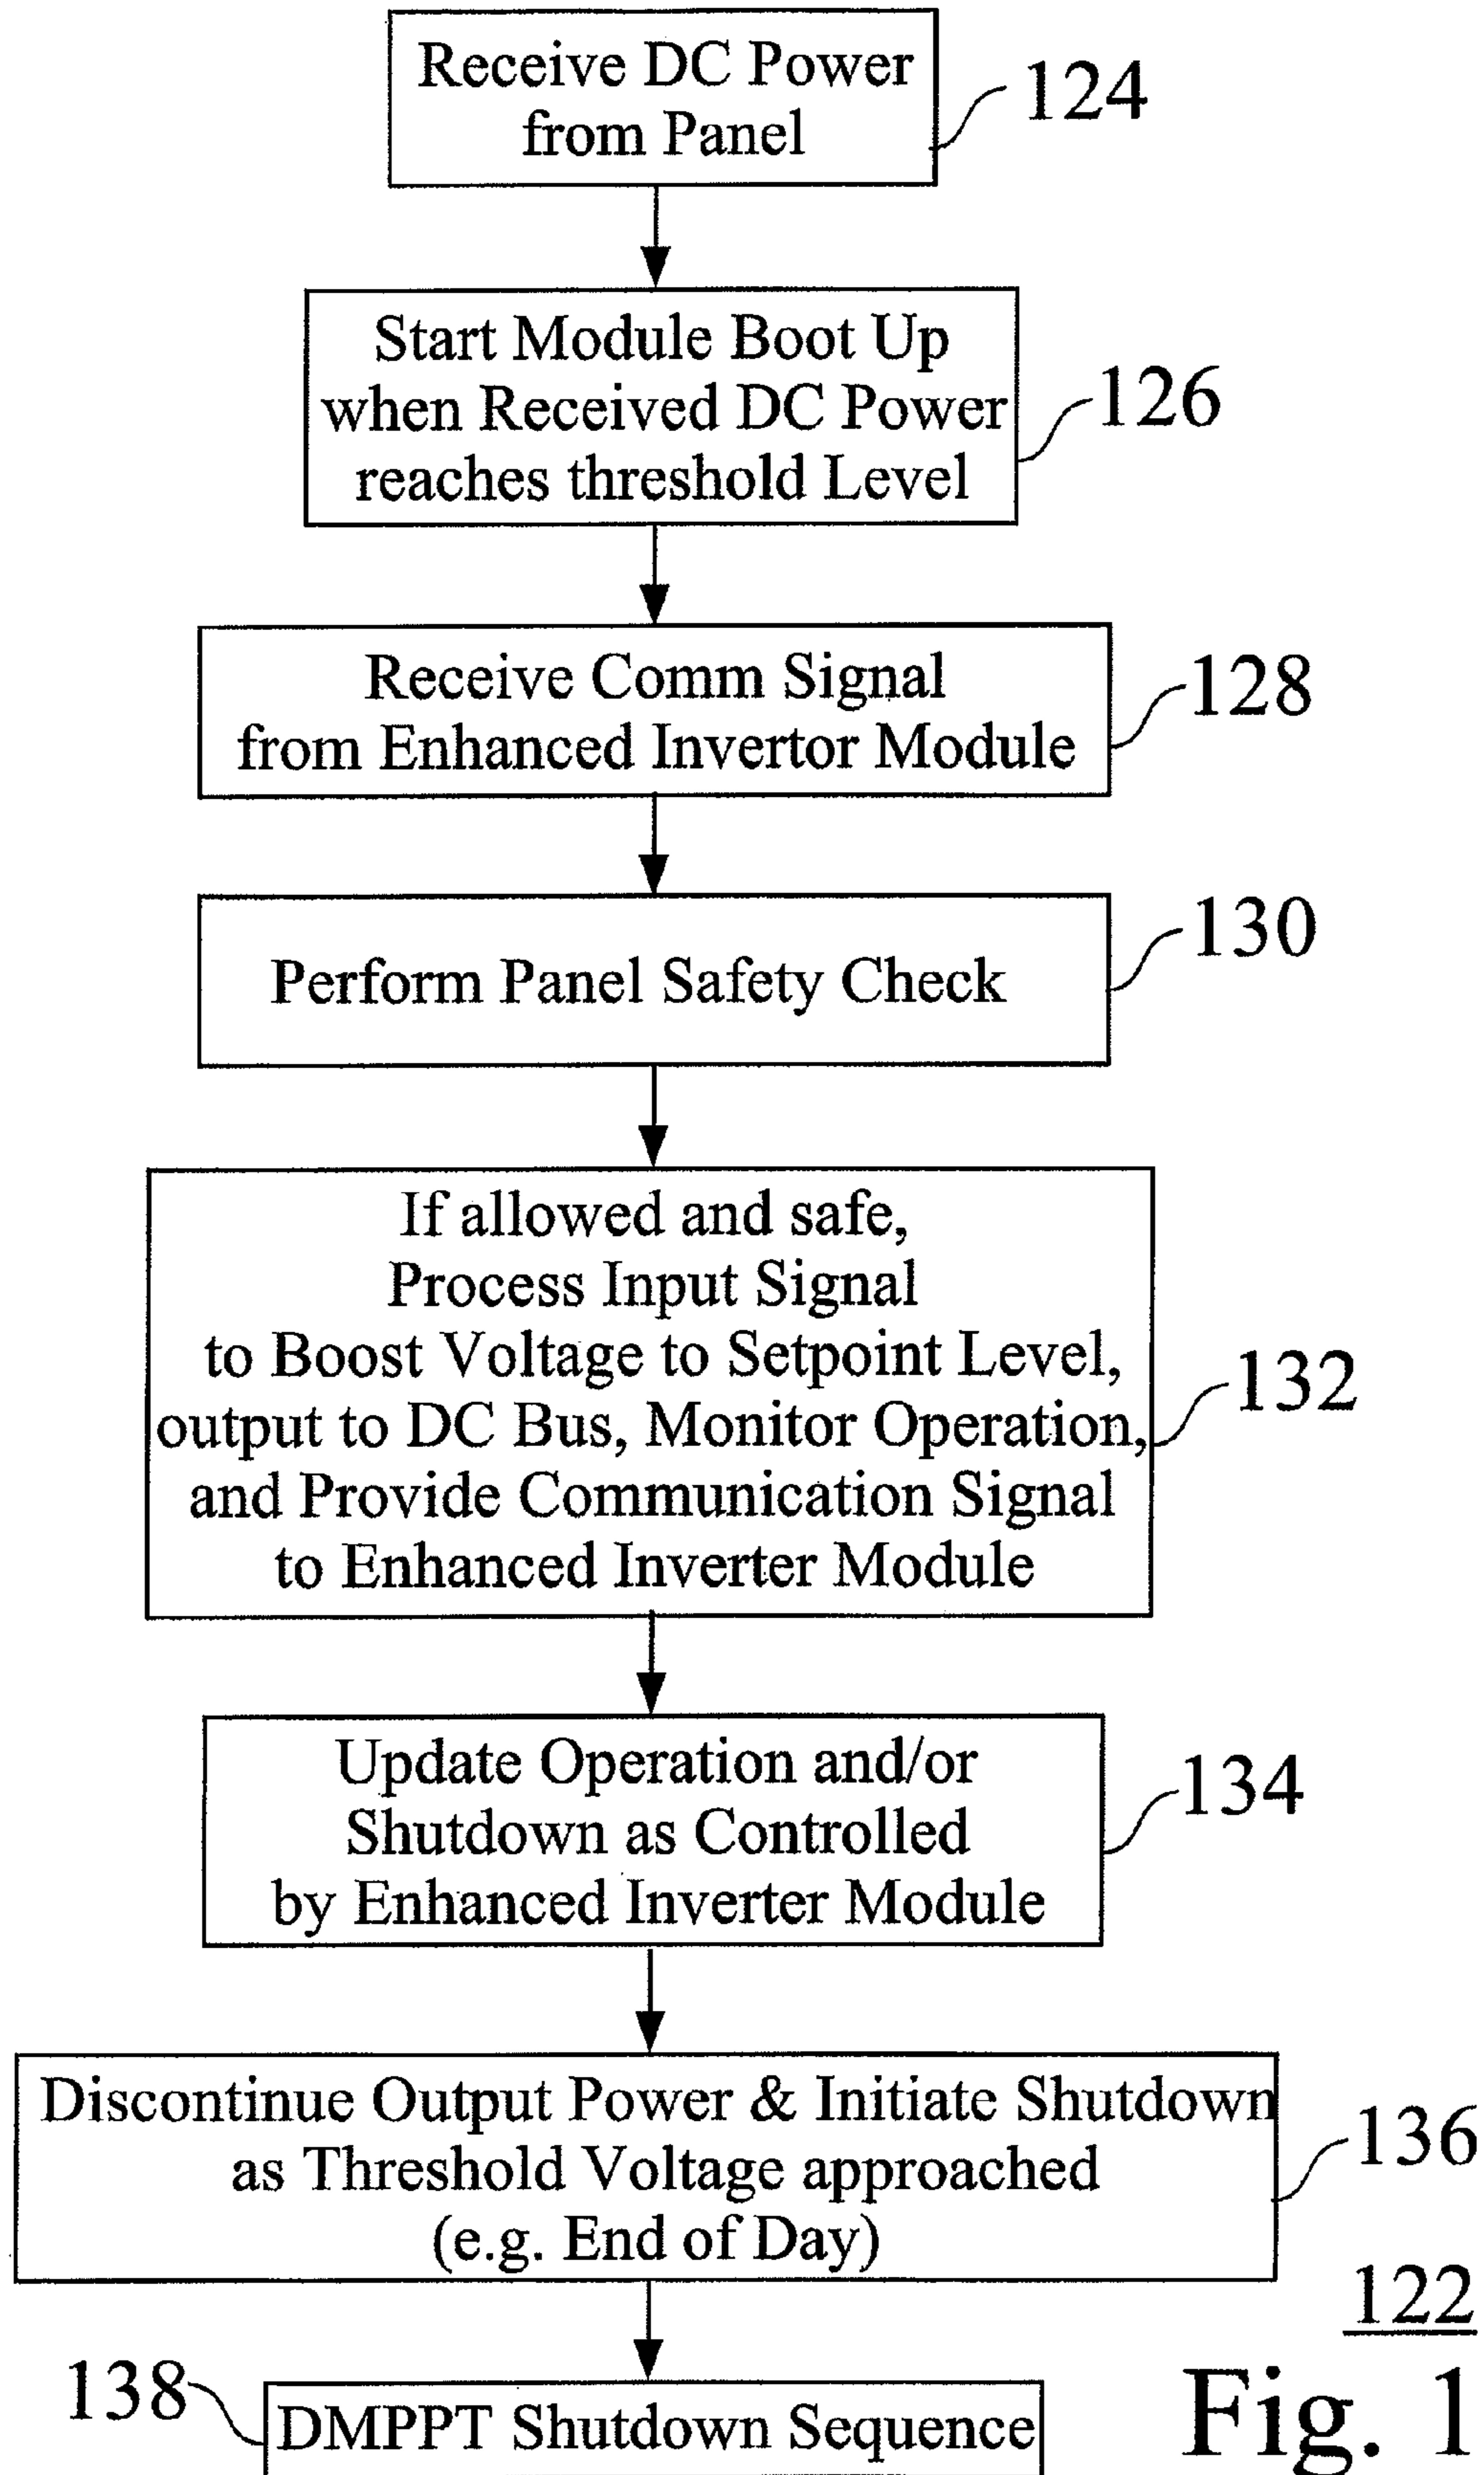 Receive DC Power
from Panel
124
Start Module Boot Up
when Received DC Power
reaches threshold Level
126
Receive Comm Signal
from Enhanced Invertor Module
128
Perform Panel Safety Check
130
If allowed and safe,
Process Input Signal
to Boost Voltage to Setpoint Level,
output to DC Bus, Monitor Operation,
and Provide Communication Signal
to Enhanced Inverter Module
132
Update Operation and/or
Shutdown as Controlled
by Enhanced Inverter Module
134
Discontinue Output Power & Initiate Shutdown
as Threshold Voltage approached
(e.g. End of Day)
136
122
138
DMPPT Shutdown Sequence
Fig. 1